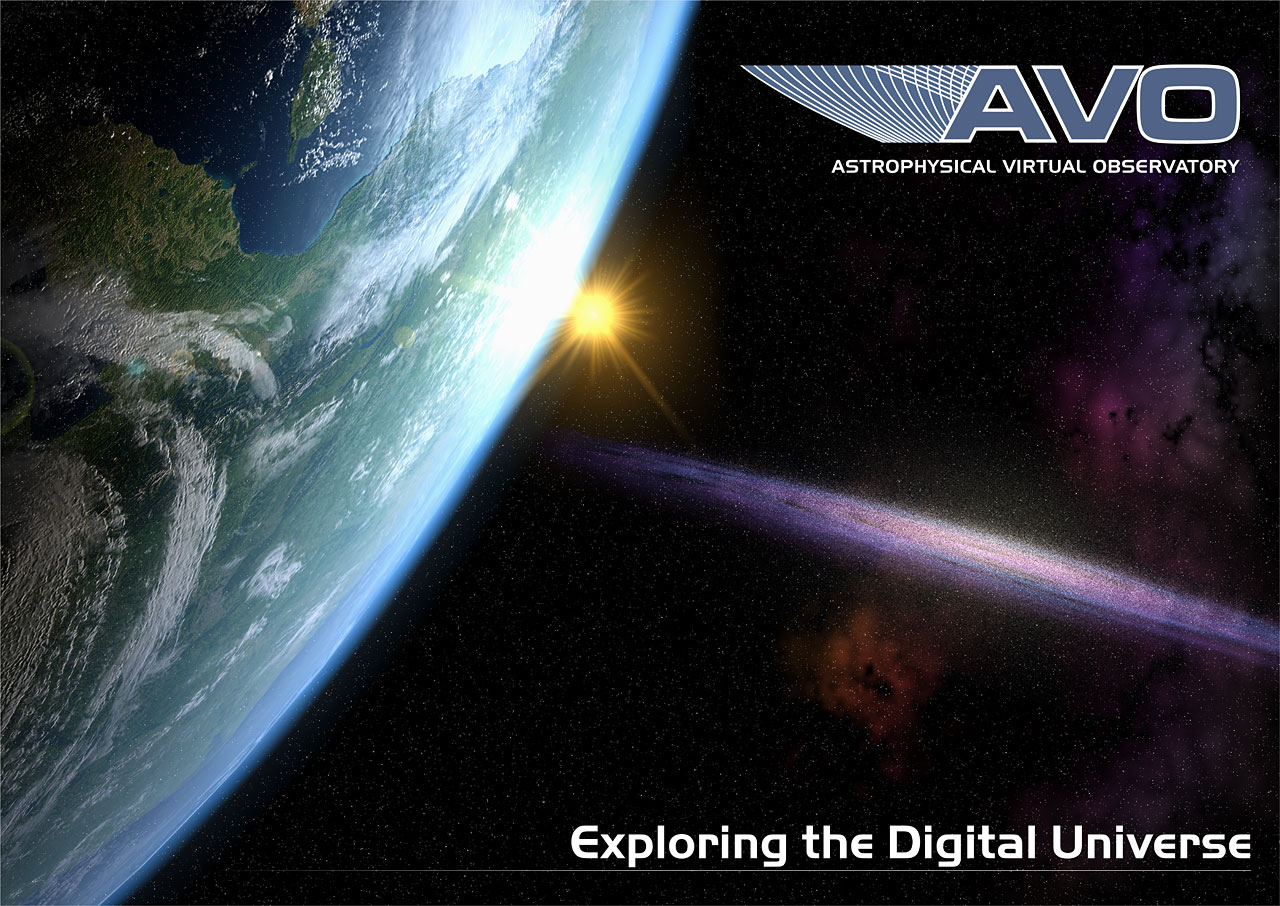 AVO
ASTROPHYSICAL VIRTUAL OBSERVATORY
Exploring the Digital Universe